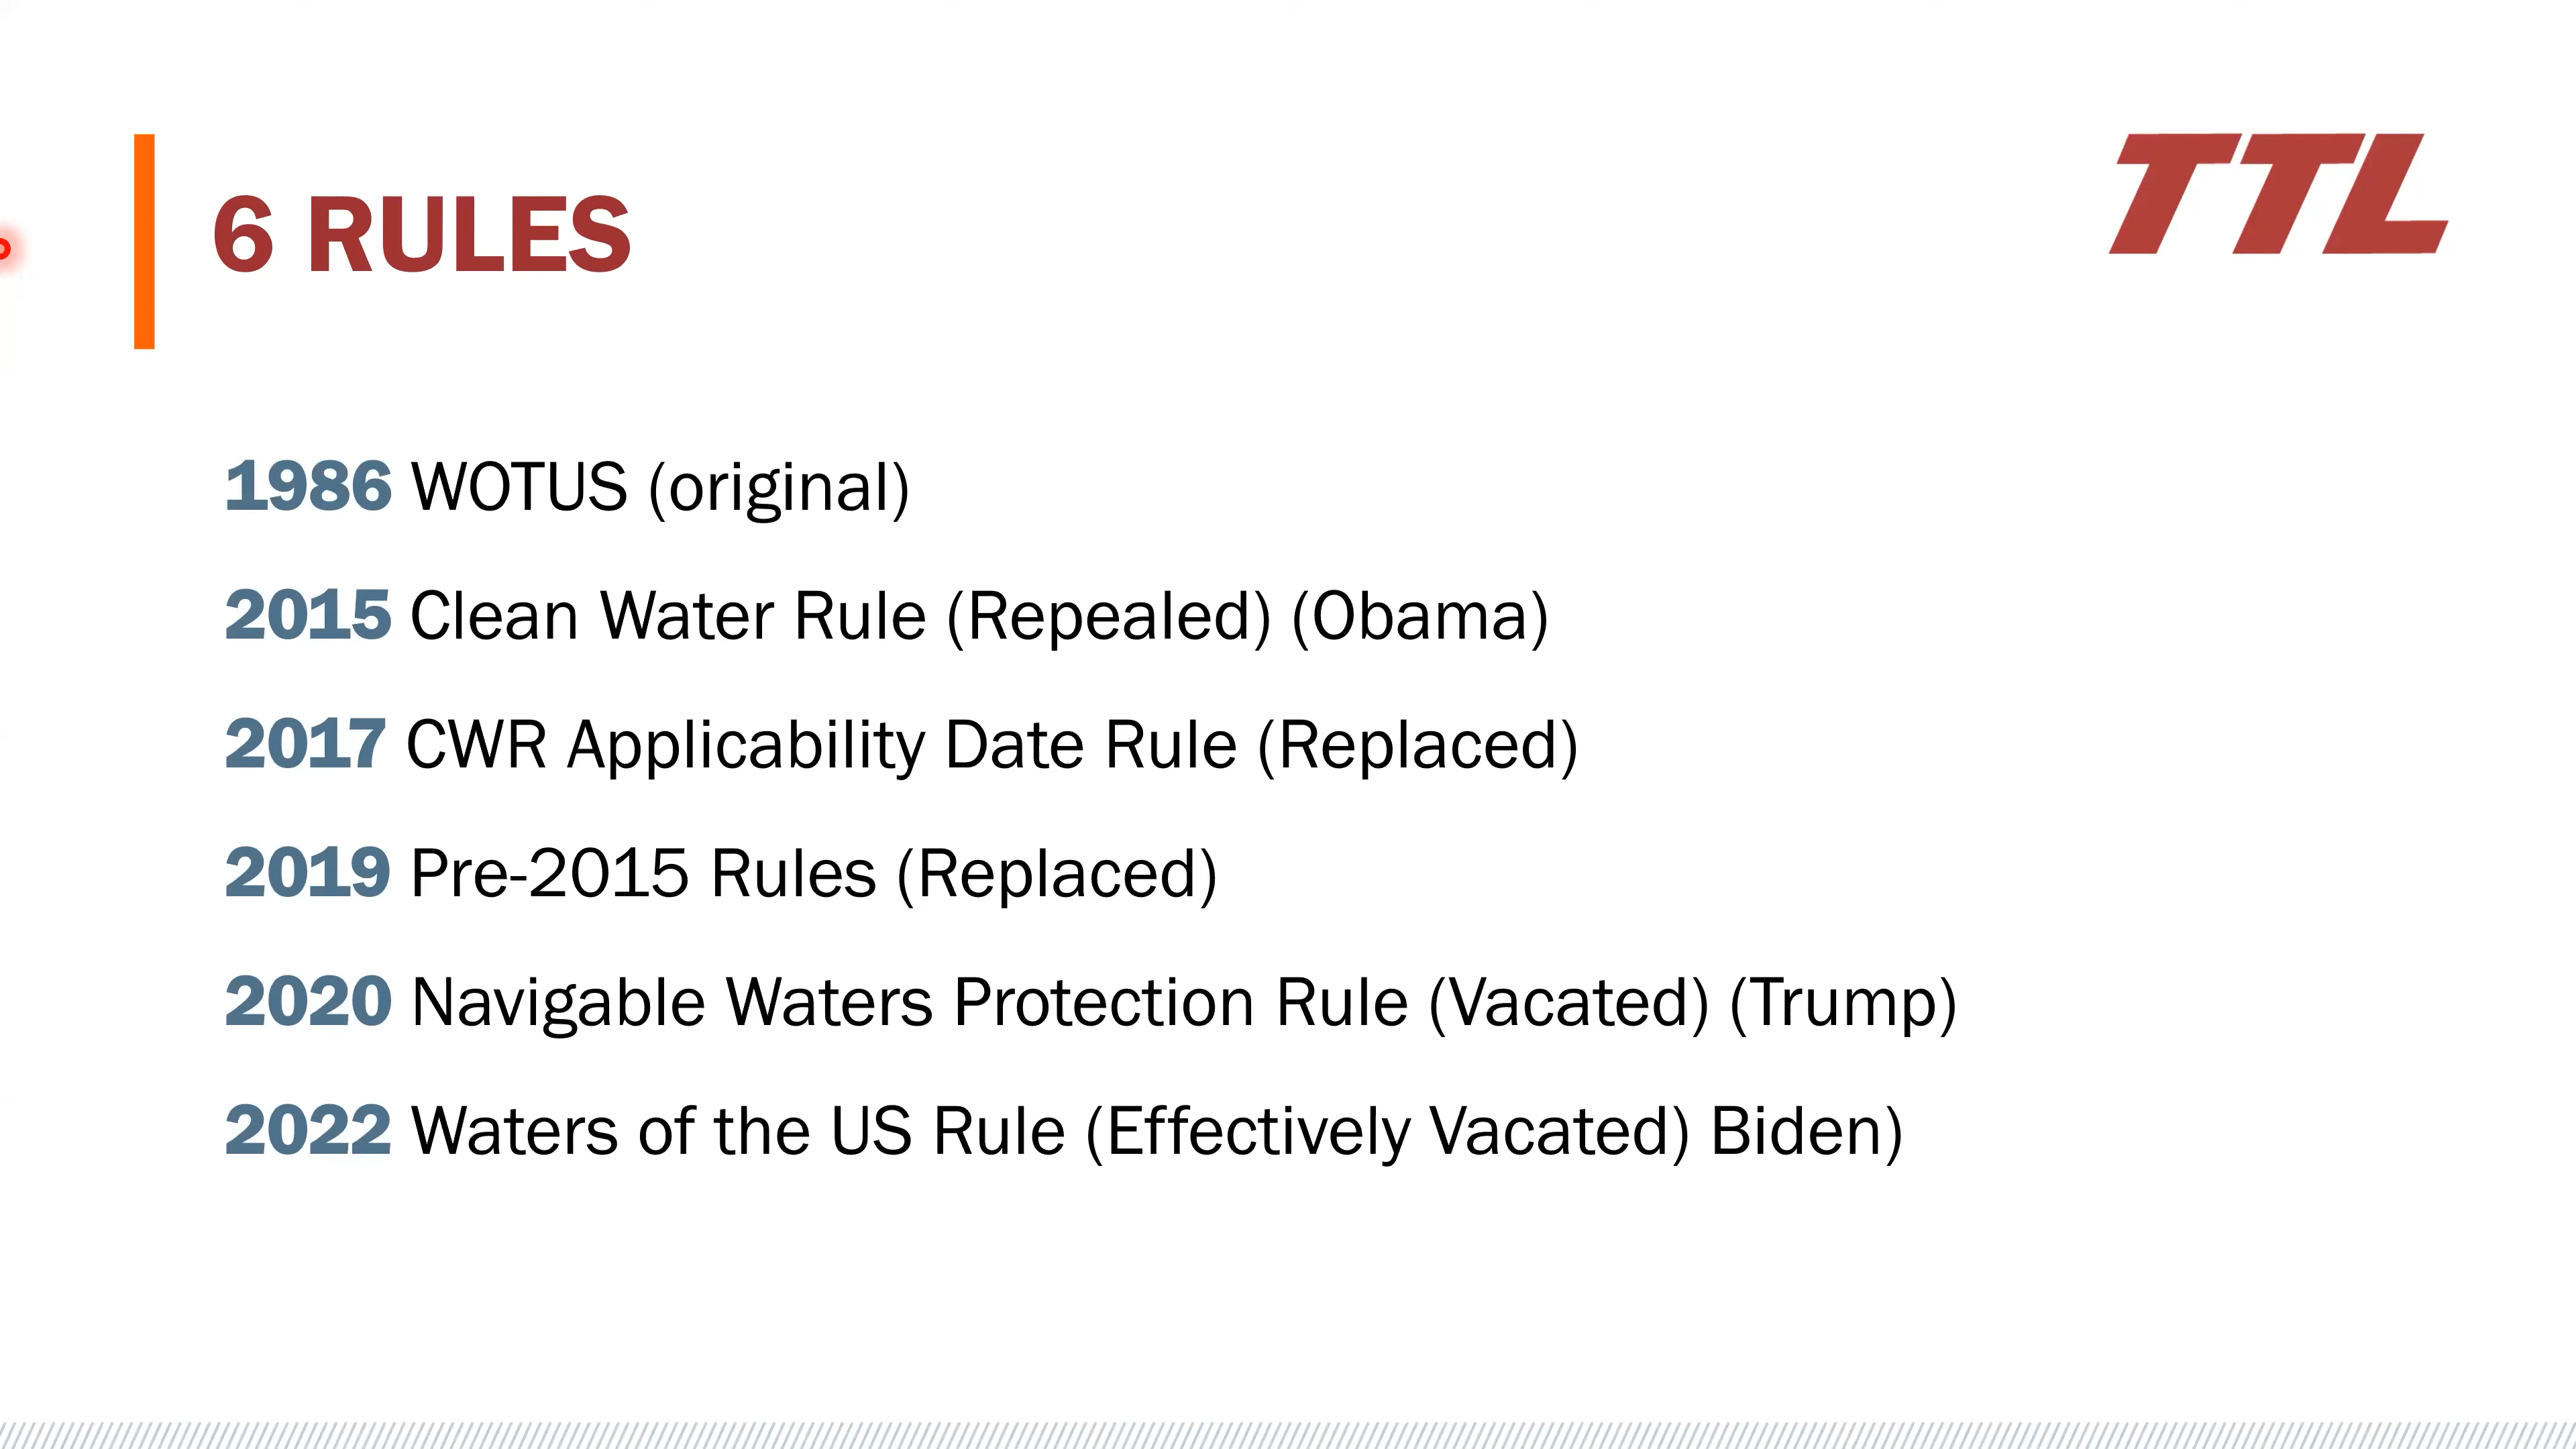 TTL
6 RULES
1986 WOTUS (original)
2015 Clean Water Rule (Repealed) (Obama)
2017 CWR Applicability Date Rule (Replaced)
2019 Pre-2015 Rules (Replaced)
2020 Navigable Waters Protection Rule (Vacated) (Trump)
2022 Waters of the US Rule (Effectively Vacated) Biden)